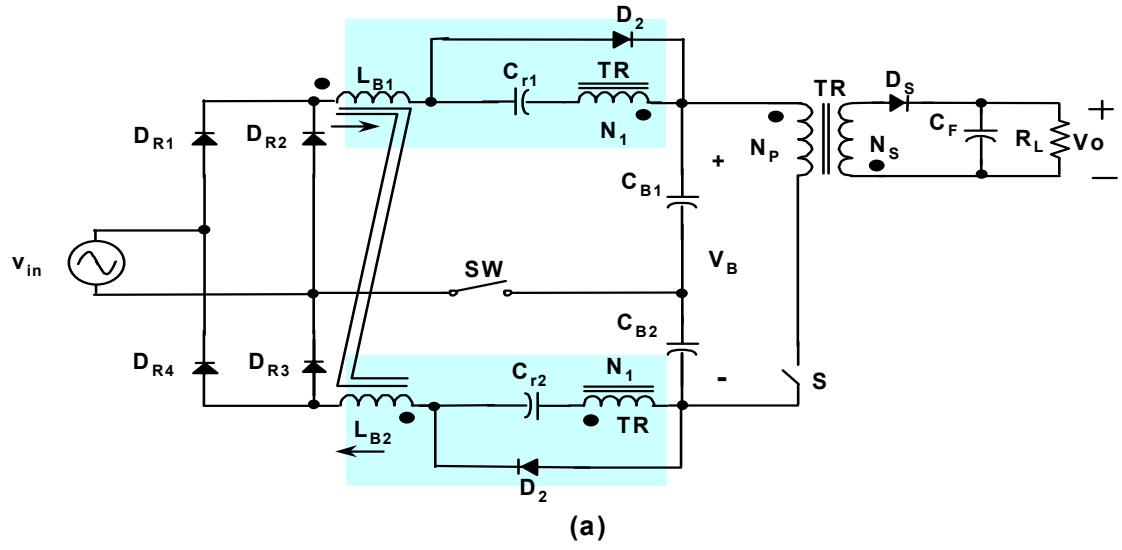 D2
LB1
Cr1
TR
N1
DR1
DR2
TR
DS
NP
NS
CF
RL
Vo
+
−
+
CB1
VB
vin
SW
CB2
-
S
DR4
DR3
Cr2
N1
TR
LB2
D2
(a)